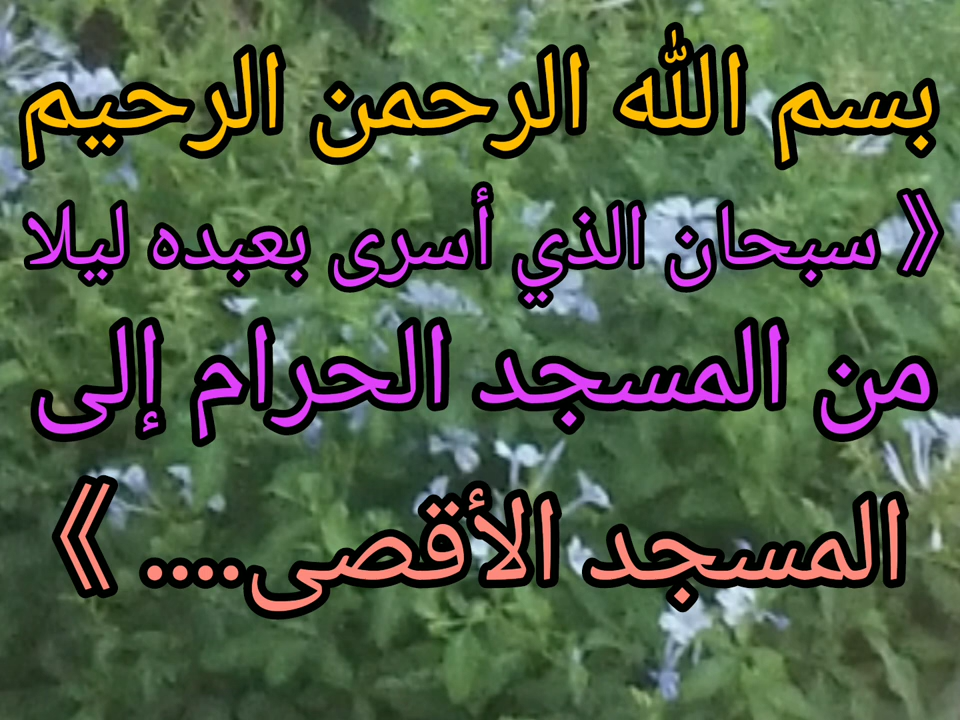 بسم الله الرحمن الرحيم
《 سبحان الذي أسرى بعبده ليلا
من المسجد الحرام إلى
المسجد الأقصى.... 》